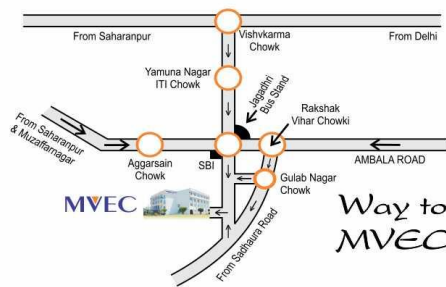 From Saharanpur
Vishvkarma
Chowk
From Delhi
Yamuna Nagar
ITI Chowk
Jagadhri
Bus Stand
Rakshak
Vihar Chowki
From Saharanpur
& Muzaffarnagar
Aggarsain
Chowk
SBI
AMBALA ROAD
Gulab Nagar
Chowk
MVEC
From Sadhaura Road
Way to
MVEC